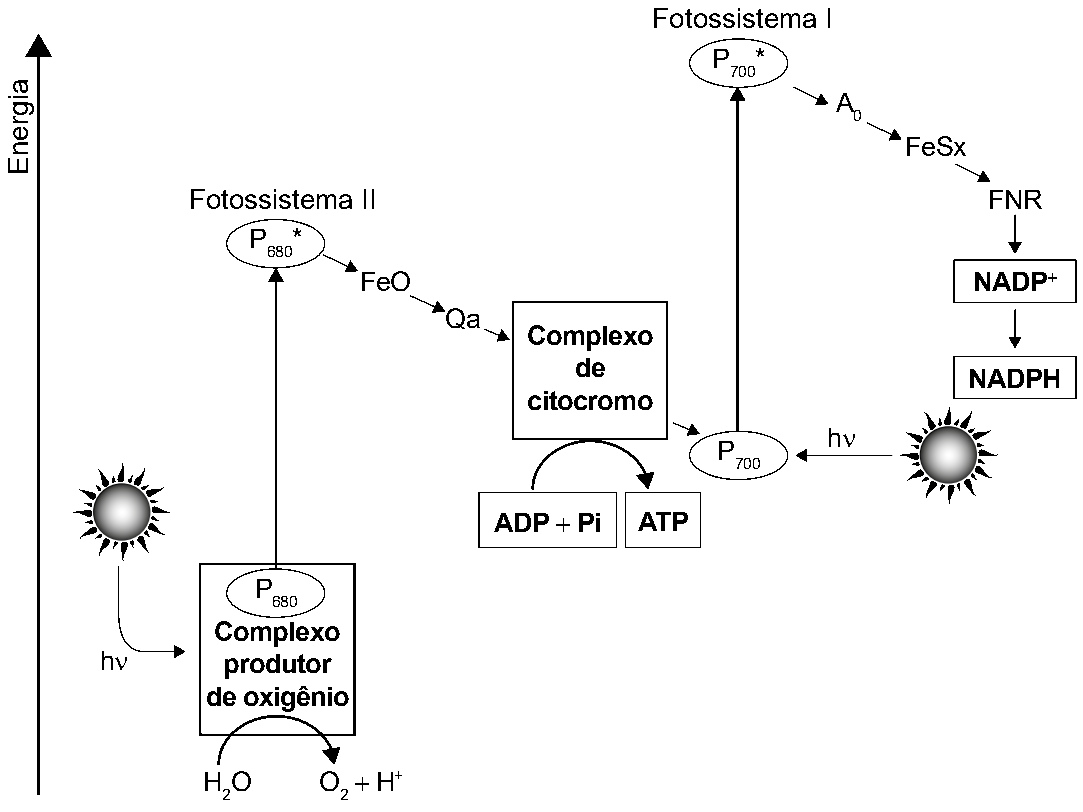 Energia
Fotossistema I
P700*
A0
FeSx
FNR
NADP+
NADPH
Fotossistema II
P680*
FeO
Qa
Complexo
de
citocromo
P700
hν
ADP + Pi
ATP
P680
Complexo
produtor
de oxigênio
hν
H2O
O2 + H+